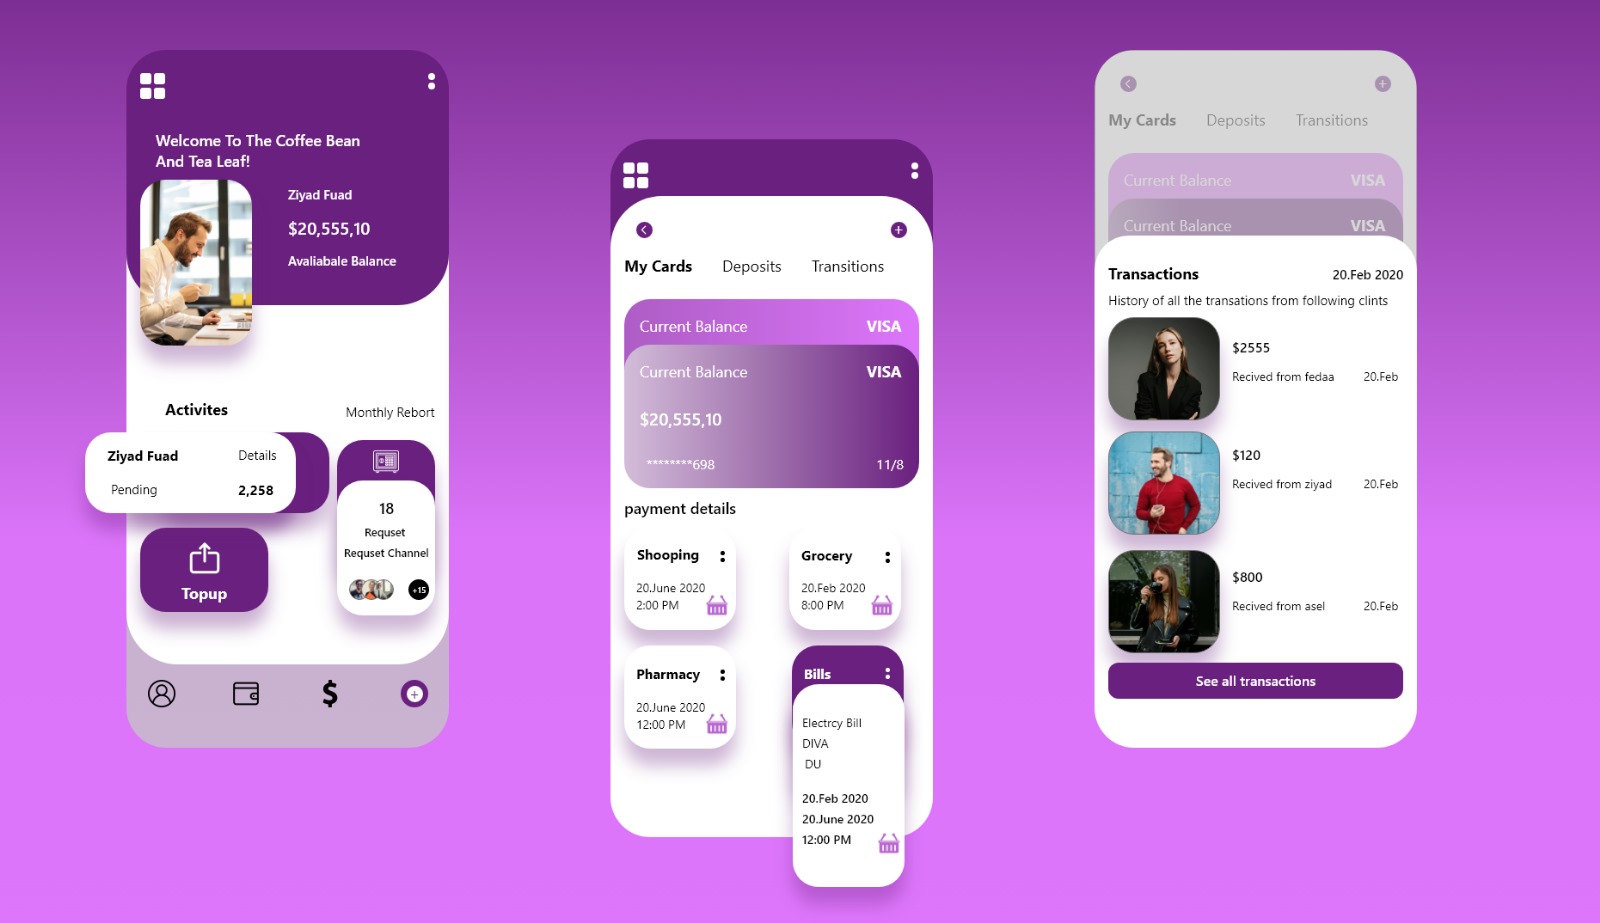 Welcome To The Coffee Bean
And Tea Leaf!
Ziyad Fuad
$20,555,10
Avaliabale Balance
Activites
Monthly Rebort
Ziyad Fuad
Details
Pending
2,258
18
Requset
Requset Channel
+15
Topup
$
My Cards
Deposits
Transitions
Current Balance
VISA
Current Balance
VISA
$20,555,10
********698
11/8
payment details
Shooping
20.June 2020
2:00 PM
Grocery
20.Feb 2020
8:00 PM
Pharmacy
20.June 2020
12:00 PM
Bills
Electrcy Bill
DIVA
DU
20.Feb 2020
20.June 2020
12:00 PM
My Cards
Deposits
Transitions
Current Balance
VISA
Current Balance
VISA
Transactions
20.Feb 2020
History of all the transations from following clints
$2555
Recived from fedaa
20.Feb
$120
Recived from ziyad
20.Feb
$800
Recived from asel
20.Feb
See all transactions